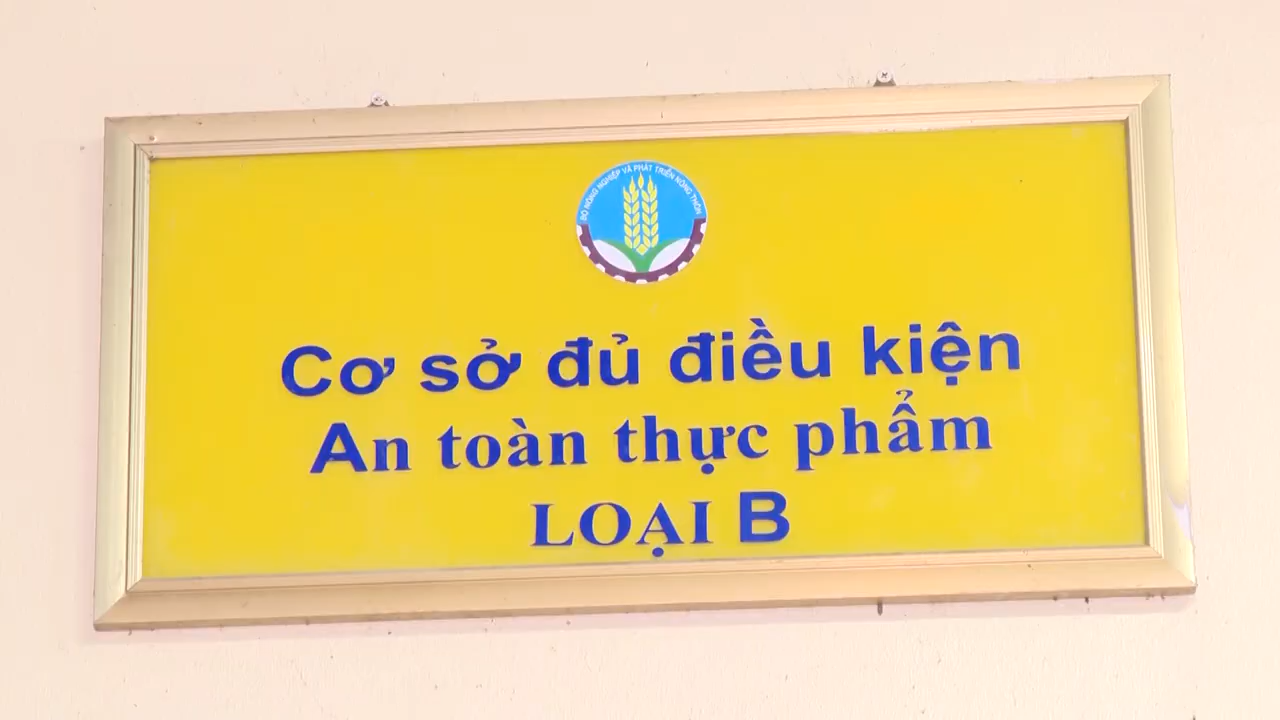 BỘ NÔNG NGHIỆP VÀ PHÁT TRIỂN NÔNG THÔN
Cơ sở đủ điều kiện
An toàn thực phẩm
LOẠI B